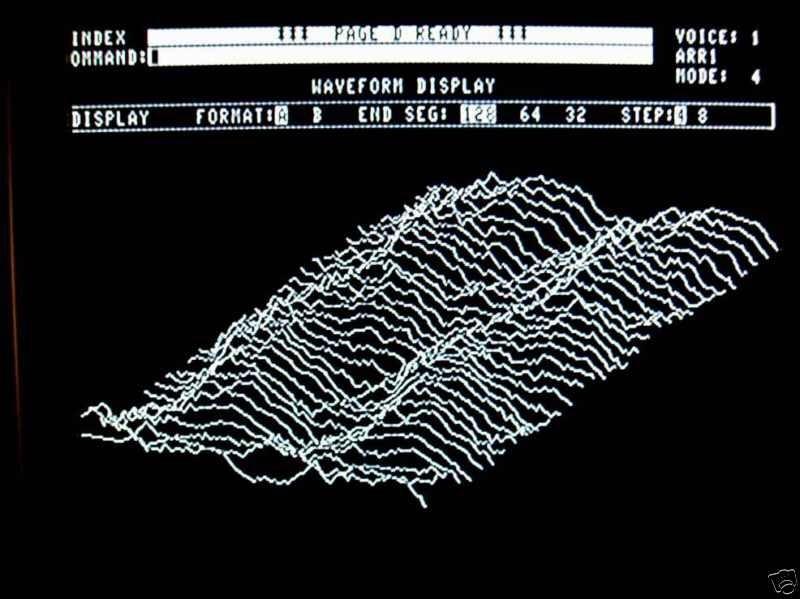 INDEX *** PAGE D READY ***
OMMAND:
VOICE: 1
ARR1
MODE: 4
WAVEFORM DISPLAY
DISPLAY FORMAT:A B END SEG: 128 64 32 STEP:4 8